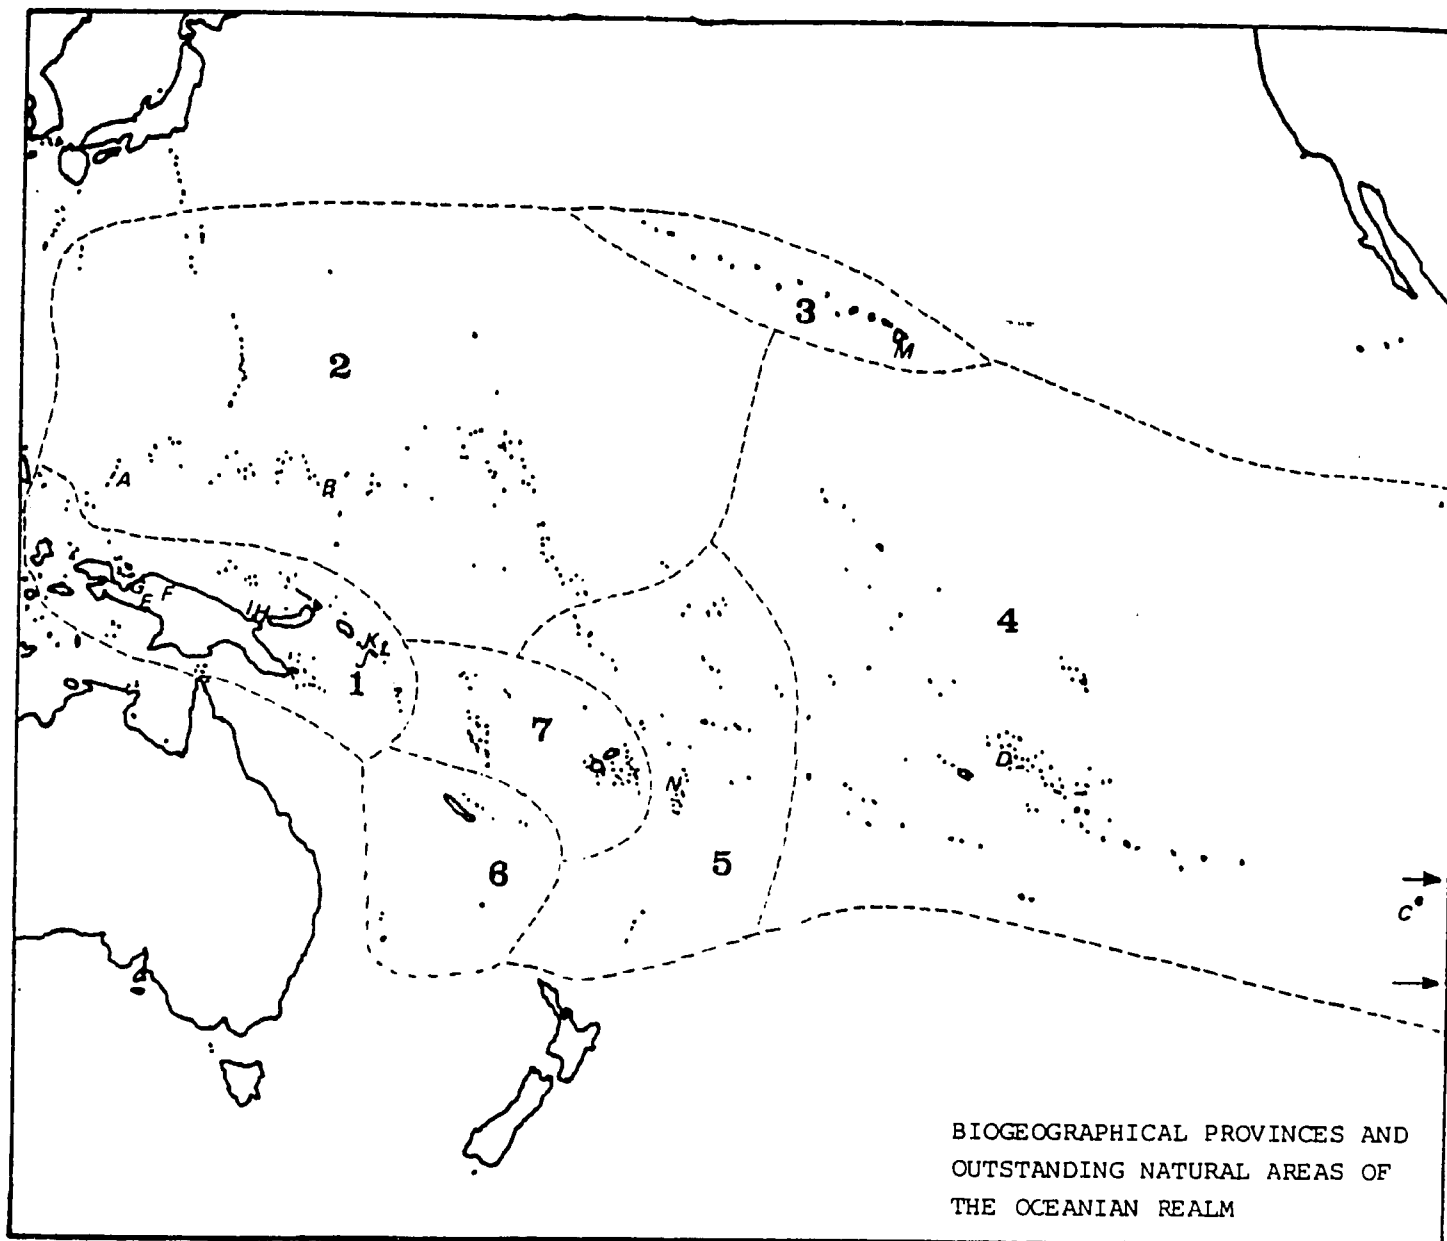 3
M
2
A
B
4
G F
E
I H
K L
1
7
D
N
6
5
C
BIOGEOGRAPHICAL PROVINCES AND
OUTSTANDING NATURAL AREAS OF
THE OCEANIAN REALM